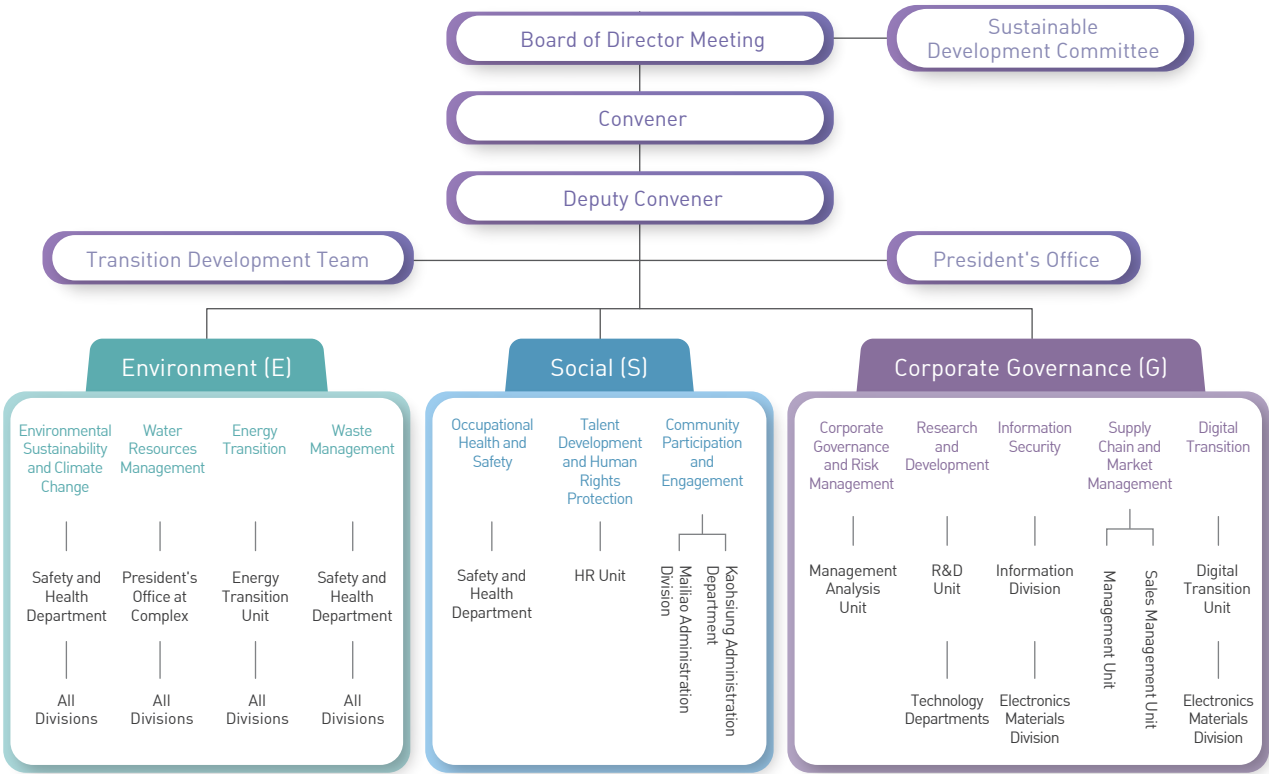 Board of Director Meeting
Sustainable
Development Committee
Convener
Deputy Convener
Transition Development Team
President's Office
Environment (E)
Environmental
Sustainability
and Climate
Change
Water
Resources
Management
Energy
Transition
Waste
Management
Safety and
Health
Department
President's
Office at
Complex
Energy
Transition
Unit
Safety and
Health
Department
All
Divisions
All
Divisions
All
Divisions
All
Divisions
Social (S)
Occupational
Health and
Safety
Talent
Development
and Human
Rights
Protection
Community
Participation
and
Engagement
Safety and
Health
Department
HR Unit
Mailiao Administration
Division
Kaohsiung Administration
Department
Corporate Governance (G)
Corporate
Governance
and Risk
Management
Research
and
Development
Information
Security
Supply
Chain and
Market
Management
Digital
Transition
Management
Analysis
Unit
R&D
Unit
Information
Division
Management Unit
Sales Management Unit
Digital
Transition
Unit
Technology
Departments
Electronics
Materials
Division
Electronics
Materials
Division